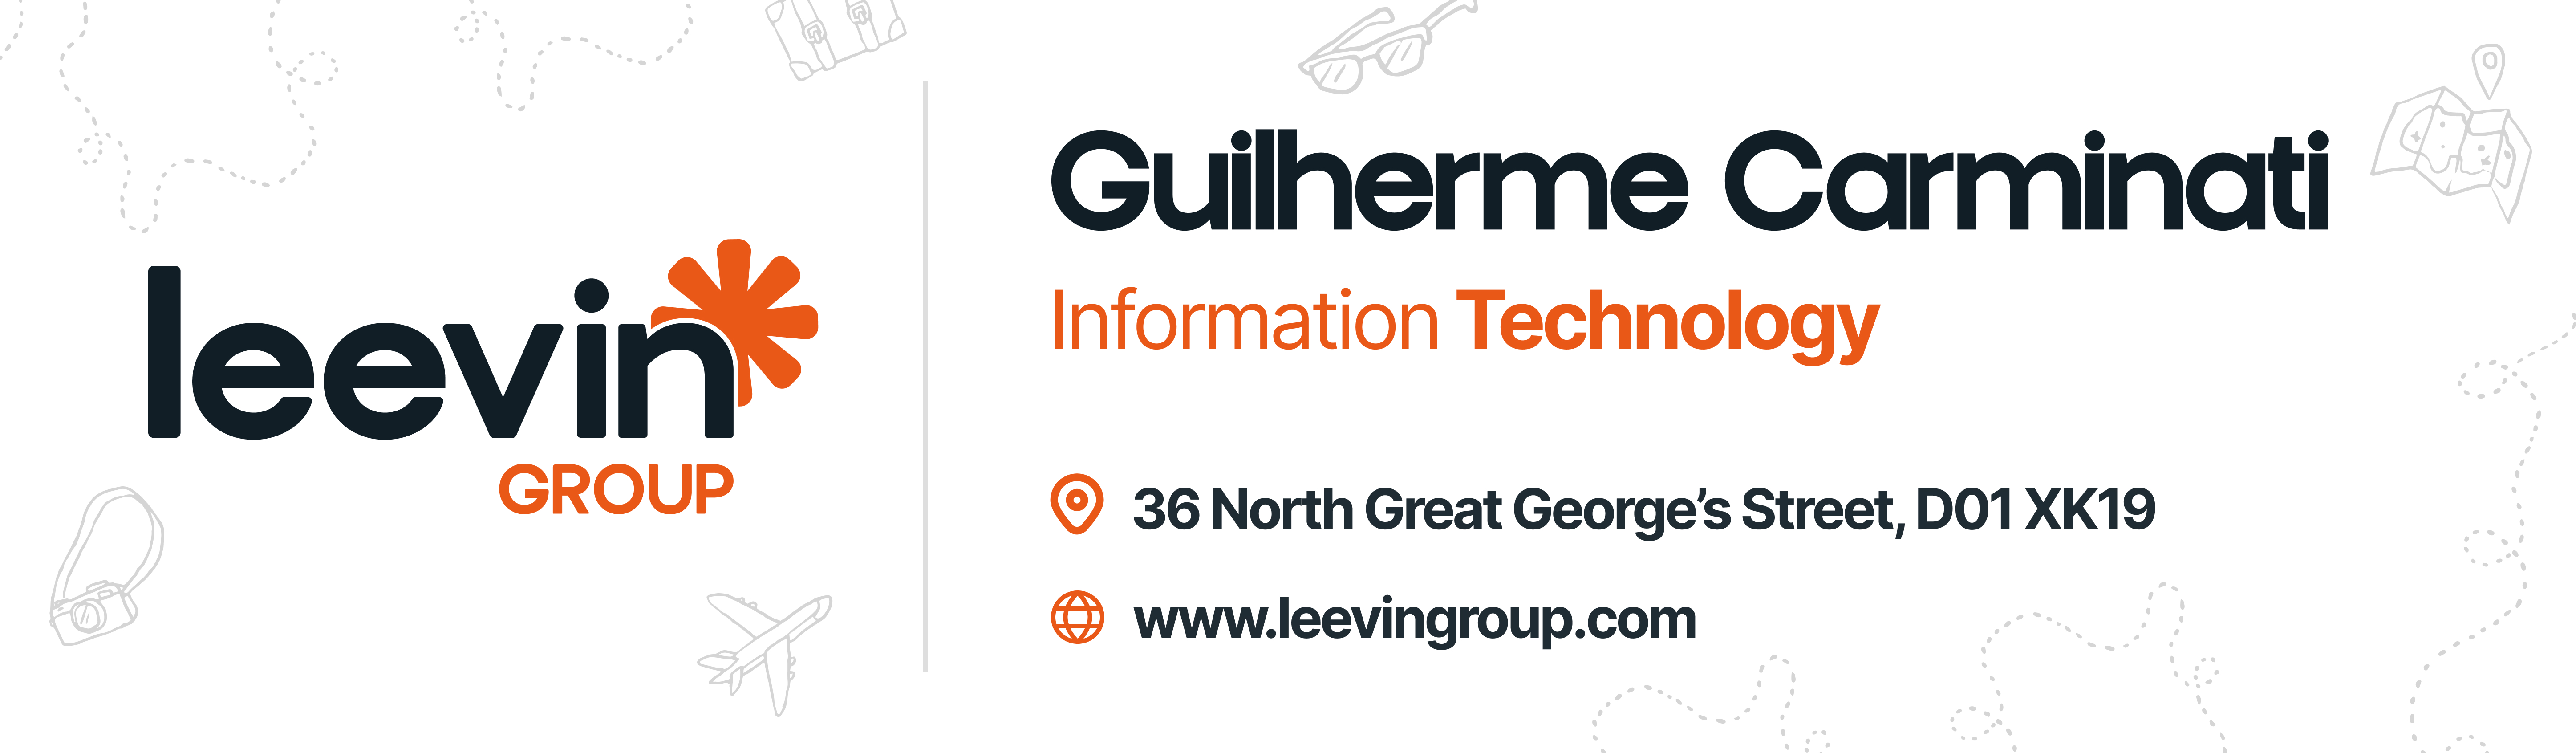 leevin
GROUP
Guilherme Carminati
Information Technology
36 North Great George’s Street, D01 XK19
www.leevingroup.com